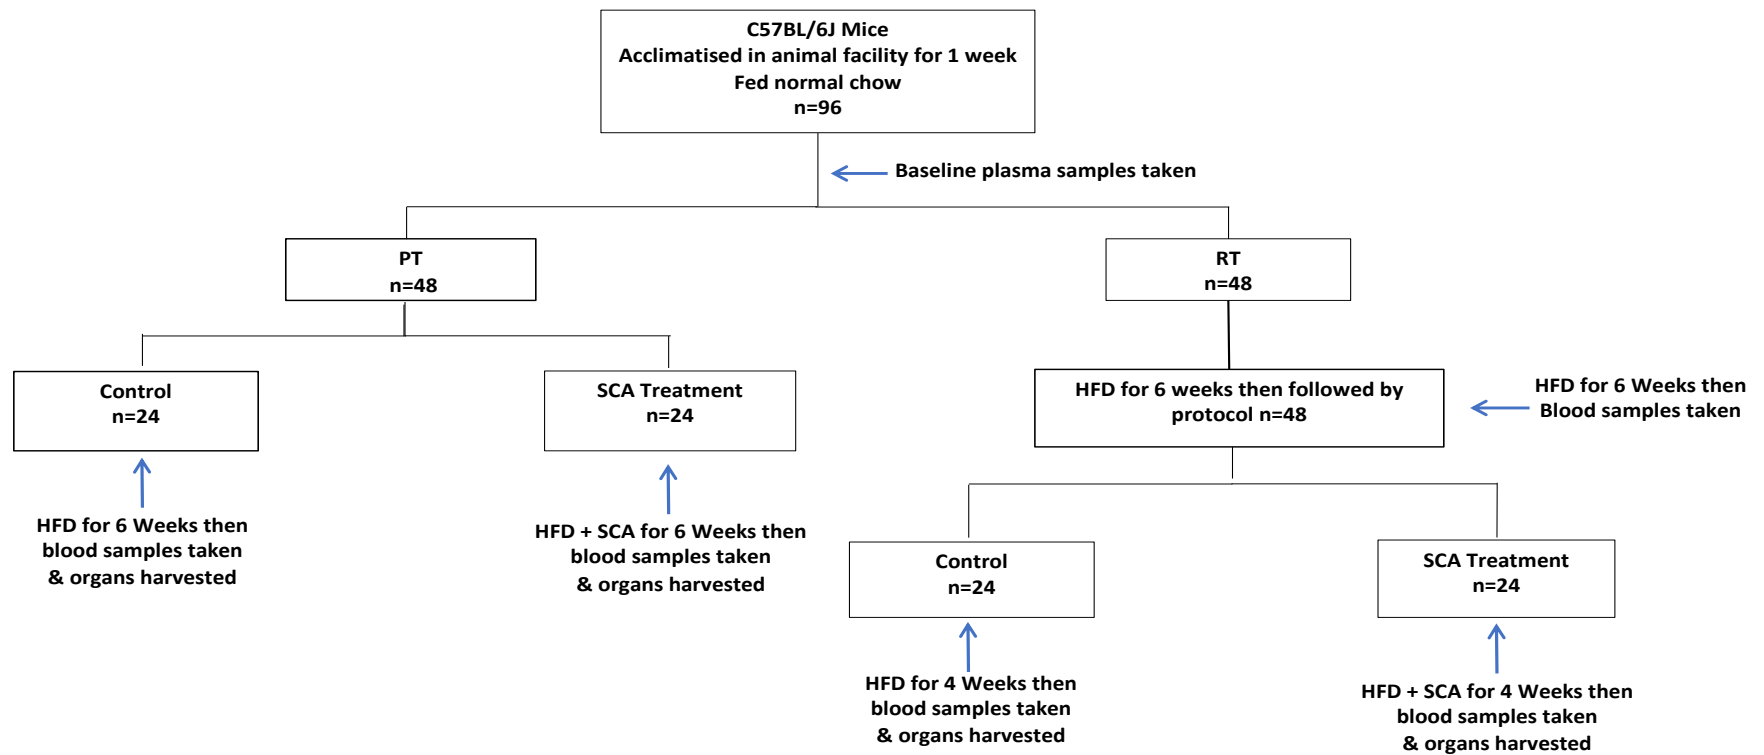 C57BL/6J Mice
Acclimatised in animal facility for 1 week
Fed normal chow
n=96
Baseline plasma samples taken
PT
n=48
RT
n=48
Control
n=24
SCA Treatment
n=24
HFD for 6 weeks then followed by
protocol n=48
HFD for 6 Weeks then
Blood samples taken
HFD for 6 Weeks then
blood samples taken
& organs harvested
HFD + SCA for 6 Weeks then
blood samples taken
& organs harvested
Control
n=24
SCA Treatment
n=24
HFD for 4 Weeks then
blood samples taken
& organs harvested
HFD + SCA for 4 Weeks then
blood samples taken
& organs harvested